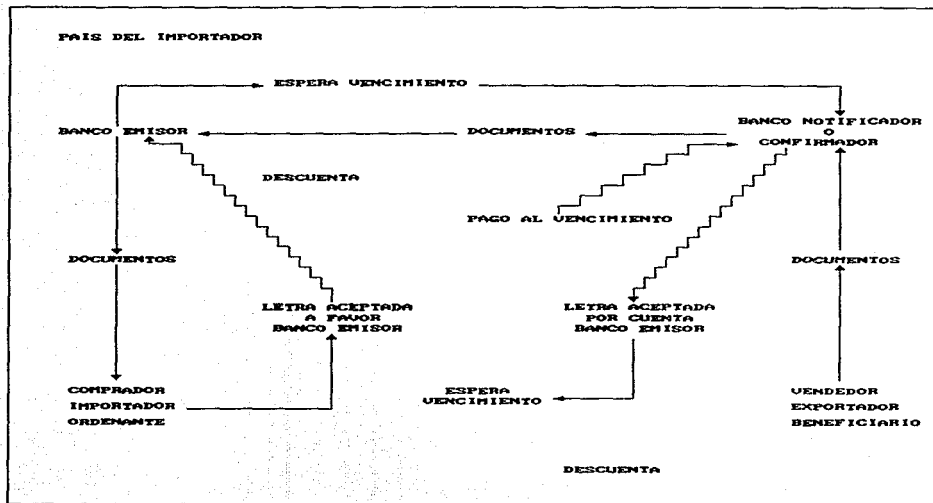 PAIS DEL IMPORTADOR
ESPERA VENCIMIENTO
BANCO EMISOR
DOCUMENTOS
BANCO NOTIFICADOR
O
CONFIRMADOR
DESCUENTA
PAGO AL VENCIMIENTO
DOCUMENTOS
DOCUMENTOS
LETRA ACEPTADA
A FAVOR
BANCO EMISOR
LETRA ACEPTADA
POR CUENTA
BANCO EMISOR
COMPRADOR
IMPORTADOR
ORDENANTE
ESPERA
VENCIMIENTO
VENDEDOR
EXPORTADOR
BENEFICIARIO
DESCUENTA